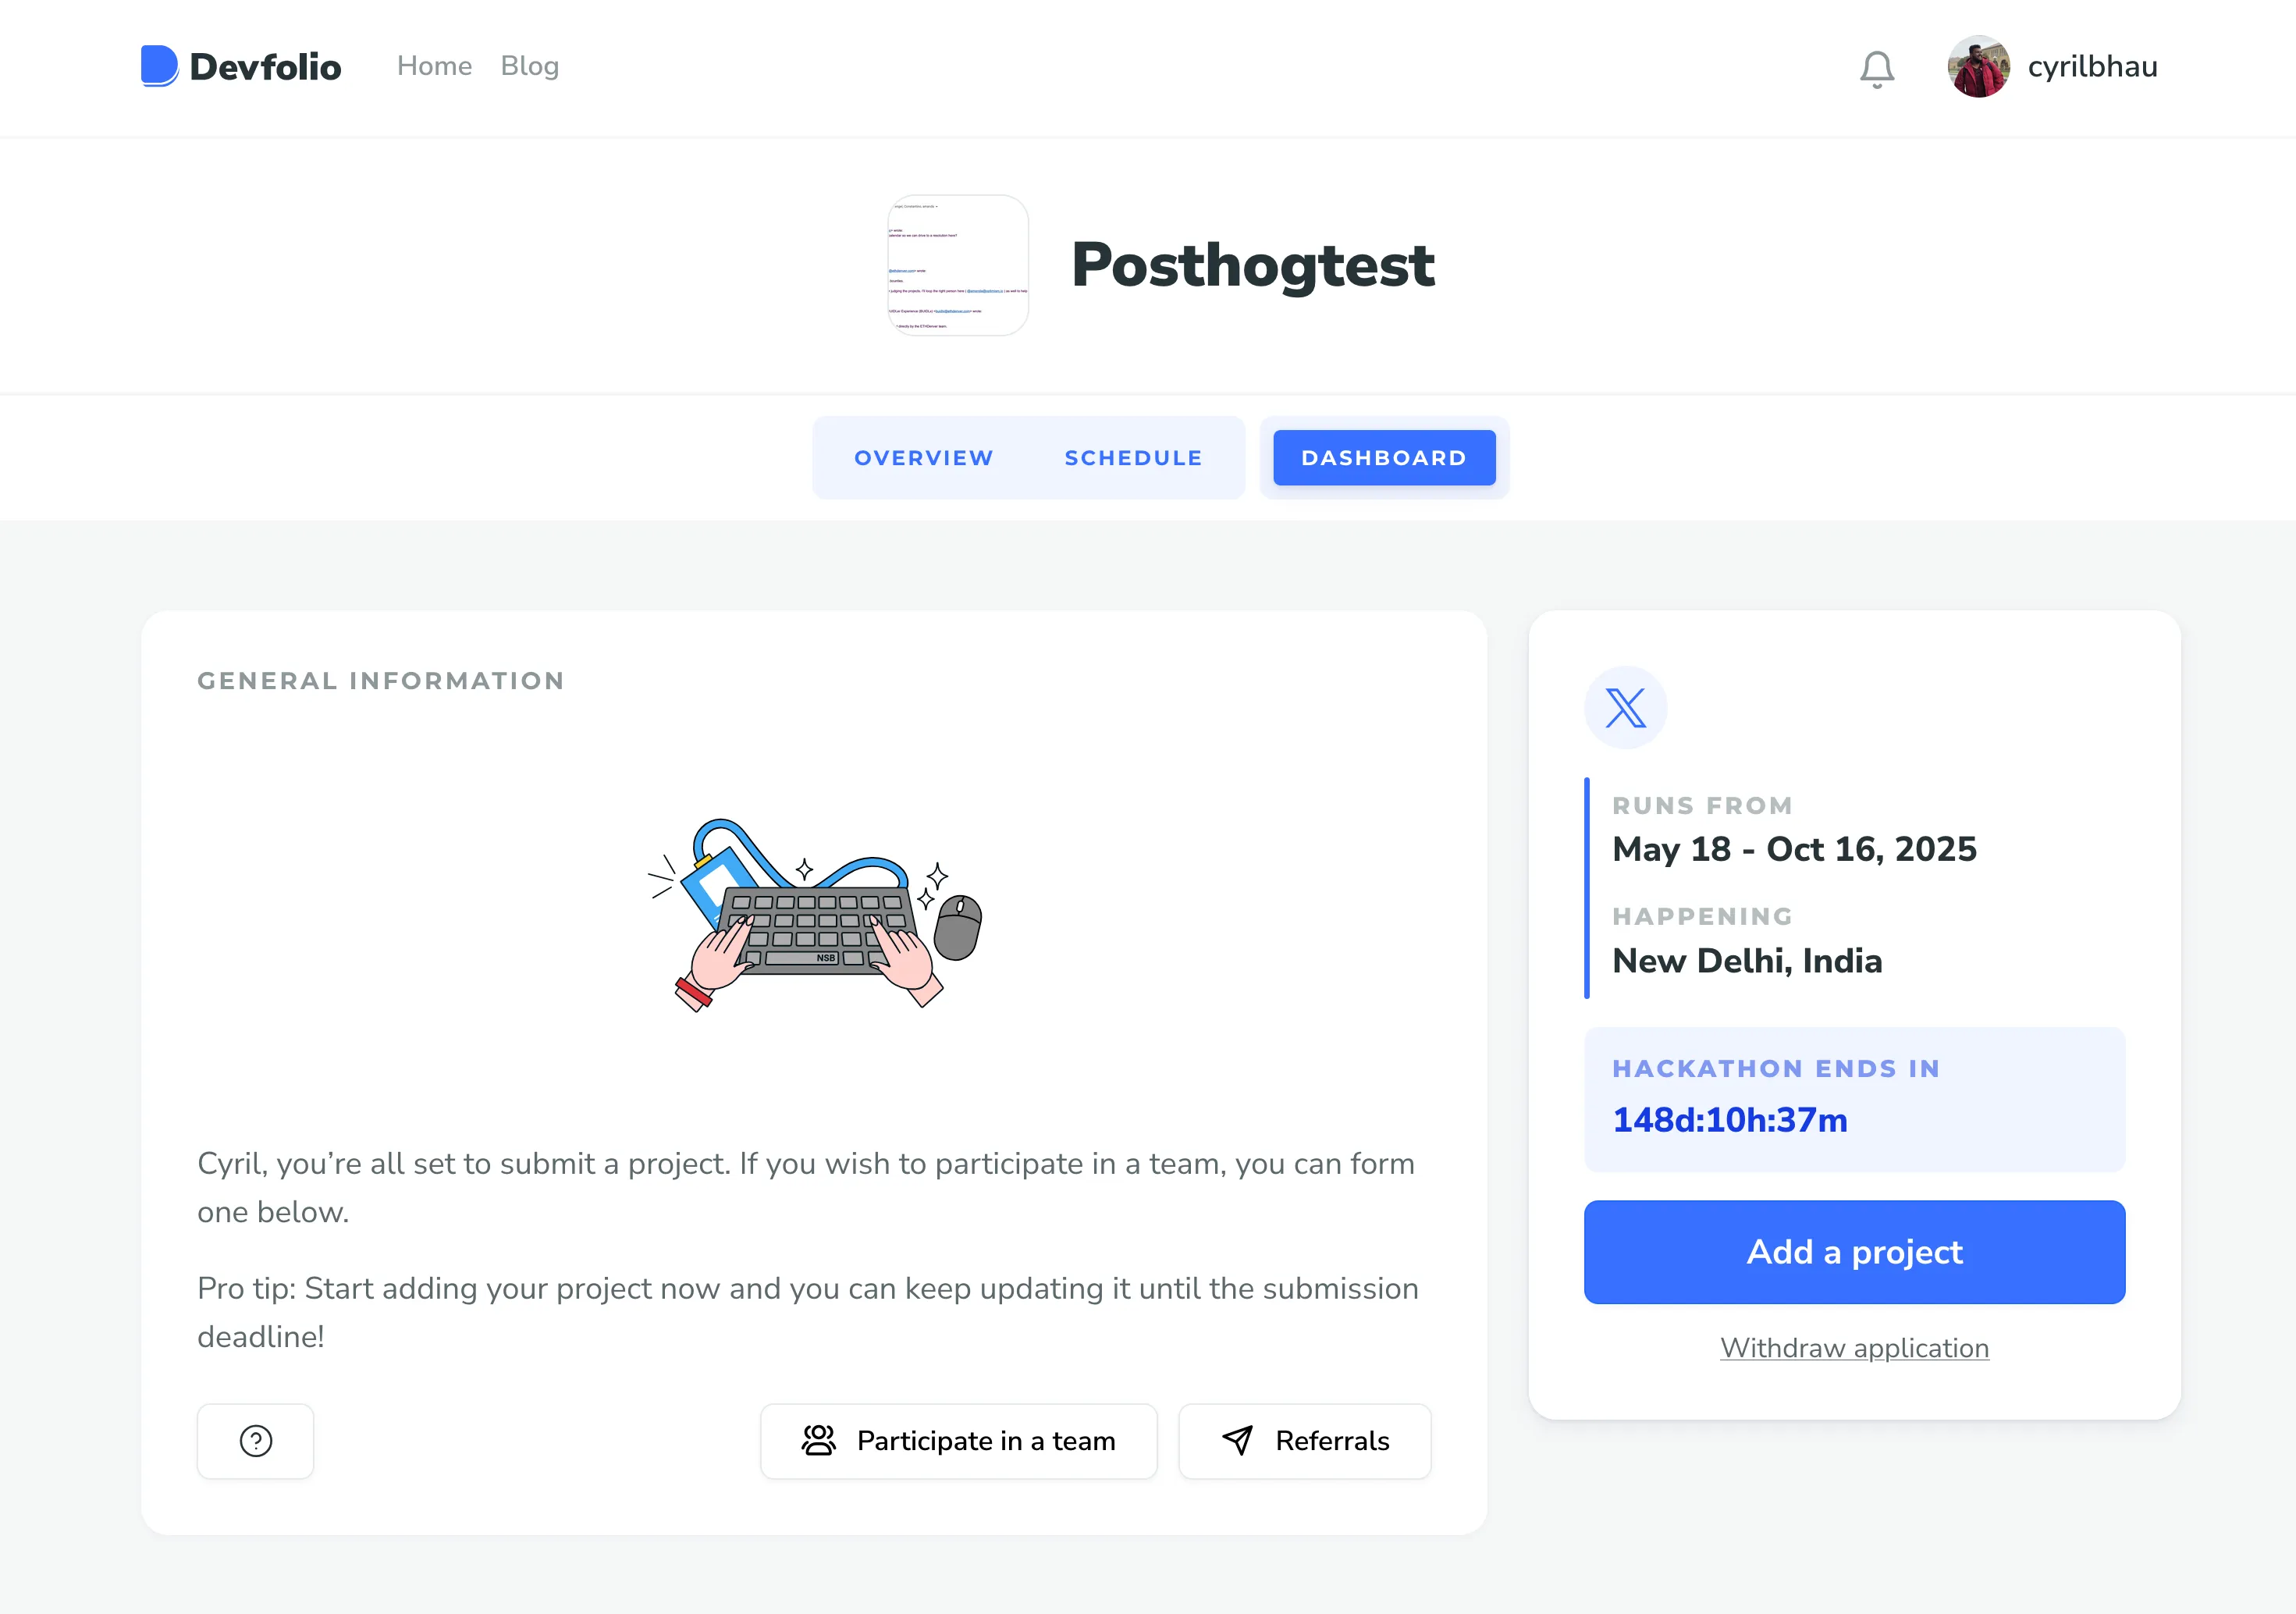 Devfolio
Home
Blog
cyrilbhau
Posthogtest
OVERVIEW
SCHEDULE
DASHBOARD
GENERAL INFORMATION
NSB
Cyril, you’re all set to submit a project. If you wish to participate in a team, you can form
one below.
Pro tip: Start adding your project now and you can keep updating it until the submission
deadline!
Participate in a team
Referrals
RUNS FROM
May 18 - Oct 16, 2025
HAPPENING
New Delhi, India
HACKATHON ENDS IN
148d:10h:37m
Add a project
Withdraw application